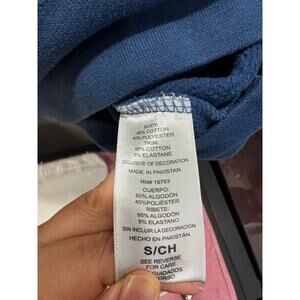 BODY:
60% COTTON
40% POLYESTER
TRIM:
95% COTTON
5% ELASTANE
EXCLUSIVE OF DECORATION
MADE IN PAKISTAN
RN# 15763
CUERPO:
60% ALGODÓN
40%POLIÉSTER
RIBETE:
95% ALGODÓN
5% ELASTANO
SIN INCLUIR LA DECORACIÓN
HECHO EN PAKISTÁN
S/CH
SEE REVERSE
FOR CARE
CUIDADOS